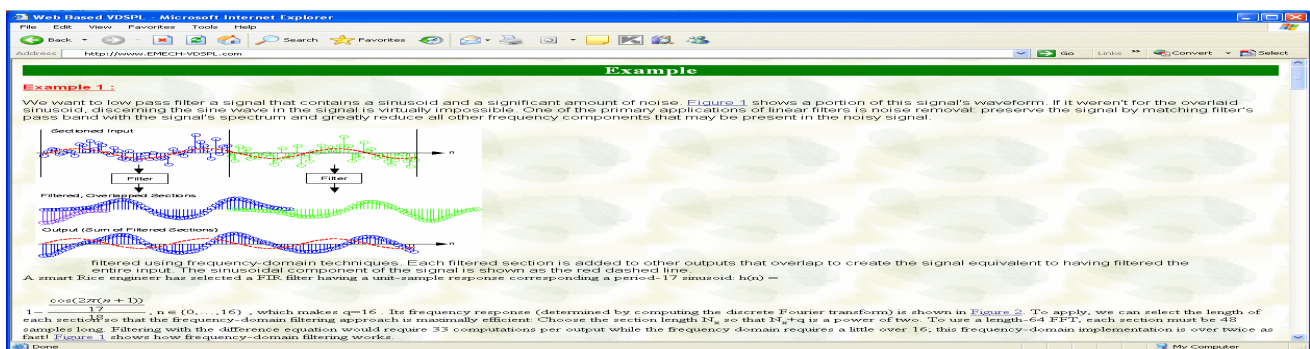 Web Based VDSPL - Microsoft Internet Explorer
File Edit View Favorites Tools Help
Back Search Favorites
Address http://www.EMECH-VDSPL.com Go Links » Convert Select
Example
Example 1 :
We want to low pass filter a signal that contains a sinusoid and a significant amount of noise. Figure 1 shows a portion of this signal's waveform. If it weren't for the overlaid
sinusoid, discerning the sine wave in the signal is virtually impossible. One of the primary applications of linear filters is noise removal: preserve the signal by matching filter's
pass band with the signal's spectrum and greatly reduce all other frequency components that may be present in the noisy signal.
Sectioned Input
n
Filter Filter
Filtered, Overlapped Sections
Output (Sum of Filtered Sections)
n
filtered using frequency-domain techniques. Each filtered section is added to other outputs that overlap to create the signal equivalent to having filtered the
entire input. The sinusoidal component of the signal is shown as the red dashed line.
A smart Rice engineer has selected a FIR filter having a unit-sample response corresponding a period-17 sinusoid: h(n) =
cos(2π(n + 1))
17
1− , n ∈ (0,...,16) , which makes q=16 . Its frequency response (determined by computing the discrete Fourier transform) is shown in Figure 2. To apply, we can select the length of
each section so that the frequency-domain filtering approach is maximally efficient: Choose the section length Nx so that Nx+q is a power of two. To use a length-64 FFT, each section must be 48
samples long. Filtering with the difference equation would require 33 computations per output while the frequency domain requires a little over 16; this frequency-domain implementation is over twice as
fast! Figure 1 shows how frequency-domain filtering works.
Done My Computer